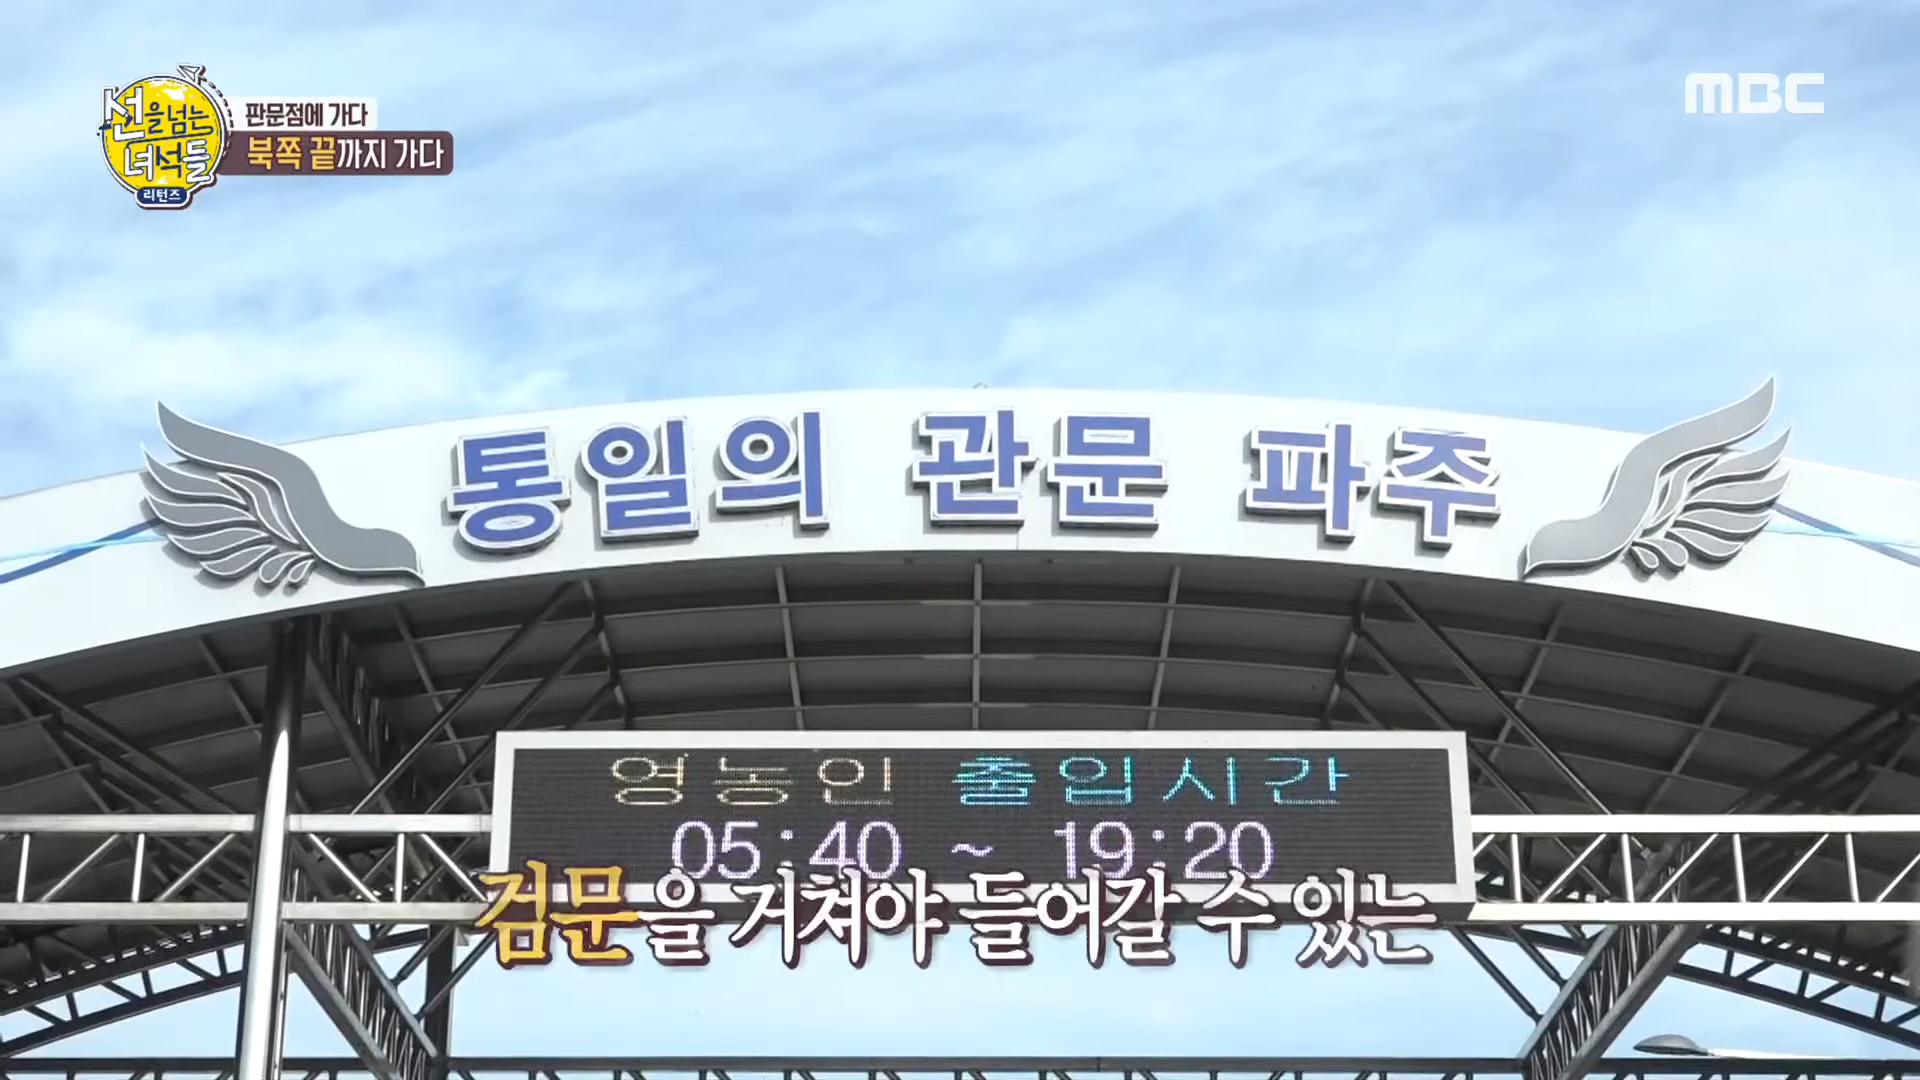 선을 넘는
녀석들
리턴즈
판문점에 가다
북쪽 끝까지 가다
MBC
통일의 관문 파주
영농인 출입시간
05:40 ~ 19:20
검문을 거쳐야 들어갈 수 있는